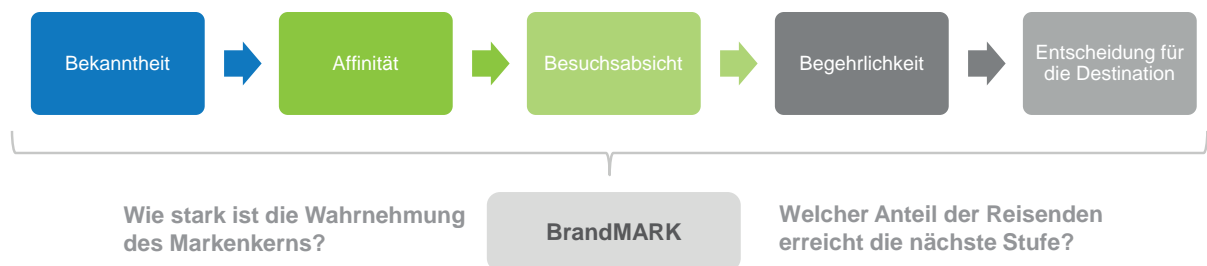 Bekanntheit
Affinität
Besuchsabsicht
Begehrlichkeit
Entscheidung für
die Destination
Wie stark ist die Wahrnehmung
des Markenkerns?
BrandMARK
Welcher Anteil der Reisenden
erreicht die nächste Stufe?